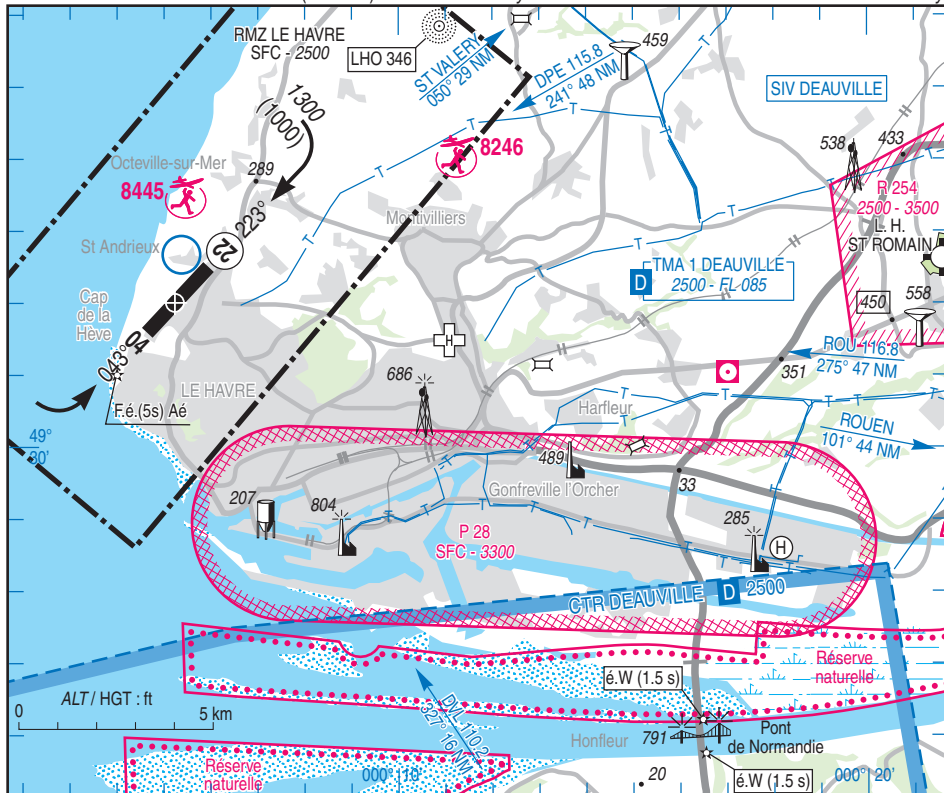 RMZ LE HAVRE
SFC - 2500
LHO 346
ST VALERY
050° 29 NM
DPE 115.8
241° 48 NM
459
SIV DEAUVILLE
1300
(1000)
Octeville-sur-Mer
289
8445
8246
538
433
R 254
2500 - 3500
L. H.
ST ROMAIN
Montivilliers
22
223°
St Andrieux
D
TMA 1 DEAUVILLE
2500 - FL 085
450
558
Cap
de la
Hève
04
043°
ROU 116.8
275° 47 NM
351
LE HAVRE
686
F.é.(5s) Aé
Harfleur
ROUEN
101° 44 NM
49°
30'
489
33
Gonfreville l'Orcher
207
804
P 28
SFC - 3300
285
H
CTR DEAUVILLE D 2500
Réserve
naturelle
é.W (1.5 s)
ALT / HGT : ft
0
5 km
DVL 110.2
327° 16 NM
791
Pont
de Normandie
Honfleur
Réserve
naturelle
000° 10'
20
é.W (1.5 s)
000° 20'